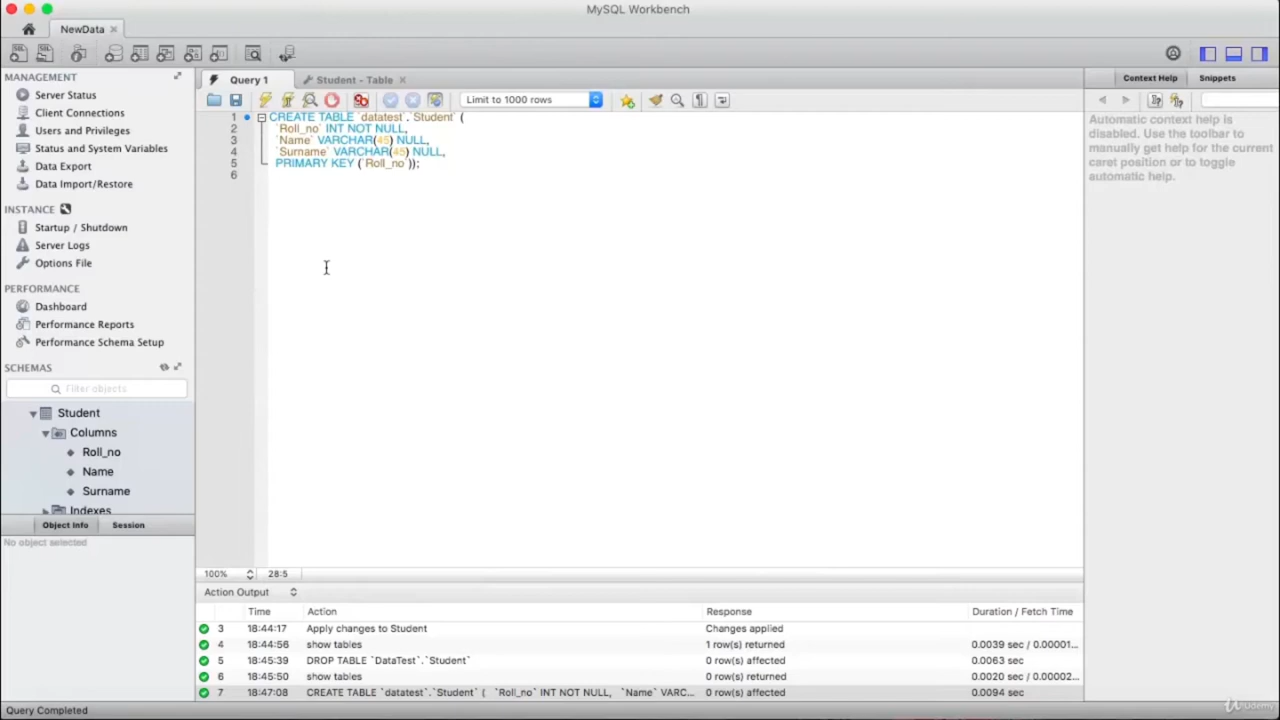 MySQL Workbench
NewData
MANAGEMENT
Server Status
Client Connections
Users and Privileges
Status and System Variables
Data Export
Data Import/Restore
INSTANCE
Startup / Shutdown
Server Logs
Options File
PERFORMANCE
Dashboard
Performance Reports
Performance Schema Setup
SCHEMAS
Filter objects
Student
Columns
Roll_no
Name
Surname
Indexes
Object Info Session
No object selected
Query 1 Student - Table
Limit to 1000 rows
1 CREATE TABLE `datatest`.`Student` (
2 `Roll_no` INT NOT NULL,
3 `Name` VARCHAR(45) NULL,
4 `Surname` VARCHAR(45) NULL,
5 PRIMARY KEY (`Roll_no`));
6
100% 28:5
Action Output
Time Action Response Duration / Fetch Time
3 18:44:17 Apply changes to Student Changes applied
4 18:44:56 show tables 1 row(s) returned 0.0039 sec / 0.00001...
5 18:45:39 DROP TABLE `DataTest`.`Student` 0 row(s) affected 0.0063 sec
6 18:45:50 show tables 0 row(s) returned 0.0020 sec / 0.00002...
7 18:47:08 CREATE TABLE `datatest`.`Student` ( `Roll_no` INT NOT NULL, `Name` VARC... 0 row(s) affected 0.0094 sec
Context Help Snippets
Automatic context help is
disabled. Use the toolbar to
manually get help for the current
caret position or to toggle
automatic help.
Query Completed
Udemy